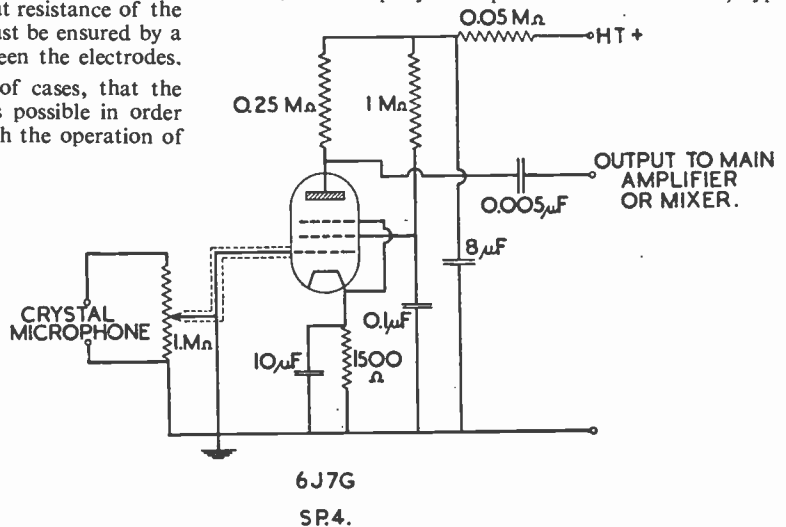 ut resistance of the
ust be ensured by a
een the electrodes.
of cases, that the
s possible in order
h the operation of
0.05 MΩ
HT+
0.25 MΩ
1 MΩ
OUTPUT TO MAIN
AMPLIFIER
OR MIXER.
0.005μF
8μF
CRYSTAL
MICROPHONE
1.MΩ
0.1μF
10μF
1500
Ω
6J7G
SP.4.